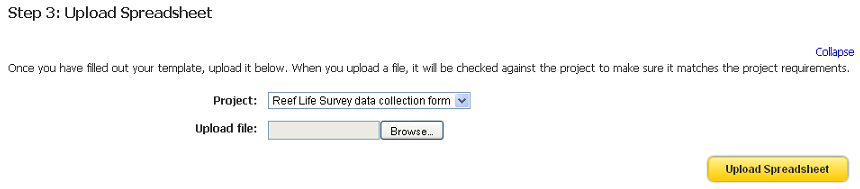 Step 3: Upload Spreadsheet
Collapse
Once you have filled out your template, upload it below. When you upload a file, it will be checked against the project to make sure it matches the project requirements.
Project: Reef Life Survey data collection form
Upload file: Browse...
Upload Spreadsheet